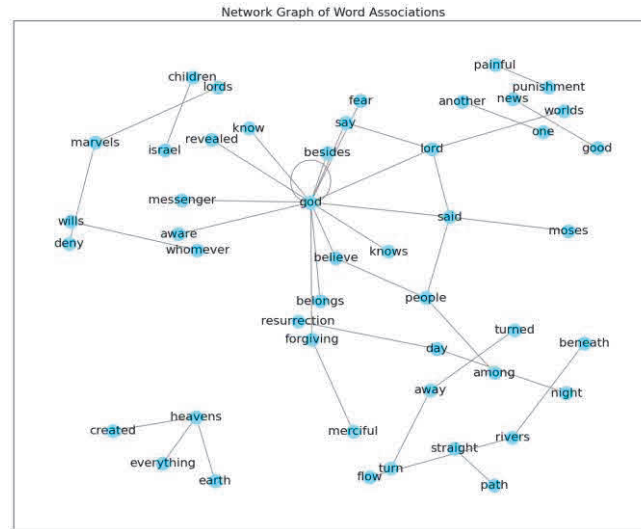 Network Graph of Word Associations
painful
children
lords
punishment
fear
another
news
worlds
say
know
revealed
one
marvels
israel
besides
lord
good
messenger
god
said
wills
moses
aware
deny
whomever
believe
knows
belongs
people
resurrection
forgiving
turned
day
beneath
among
away
night
heavens
created
merciful
straight
rivers
everything
turn
flow
earth
path